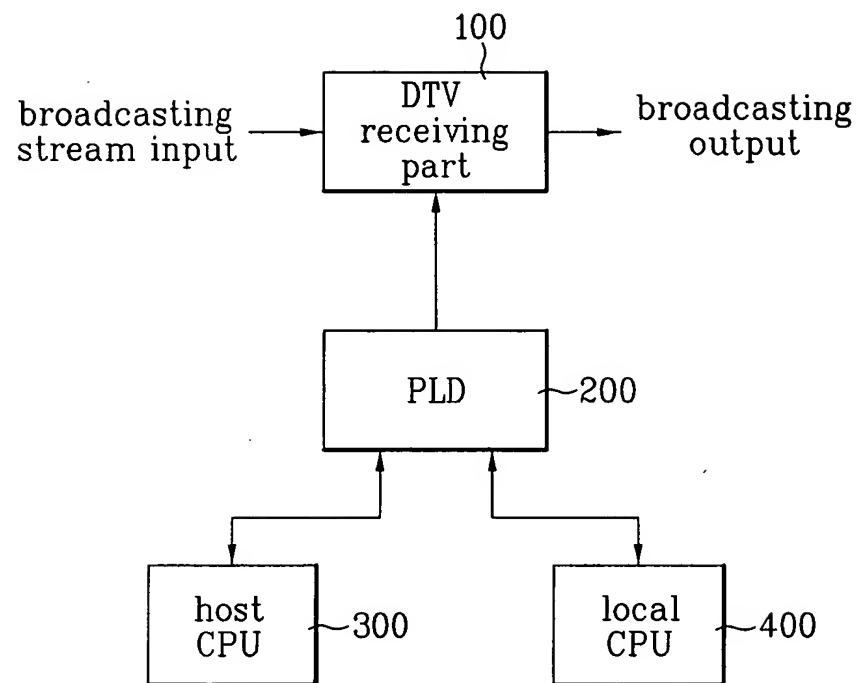 100
broadcasting
stream input
DTV
receiving
part
broadcasting
output
PLD
200
host
CPU
300
local
CPU
400